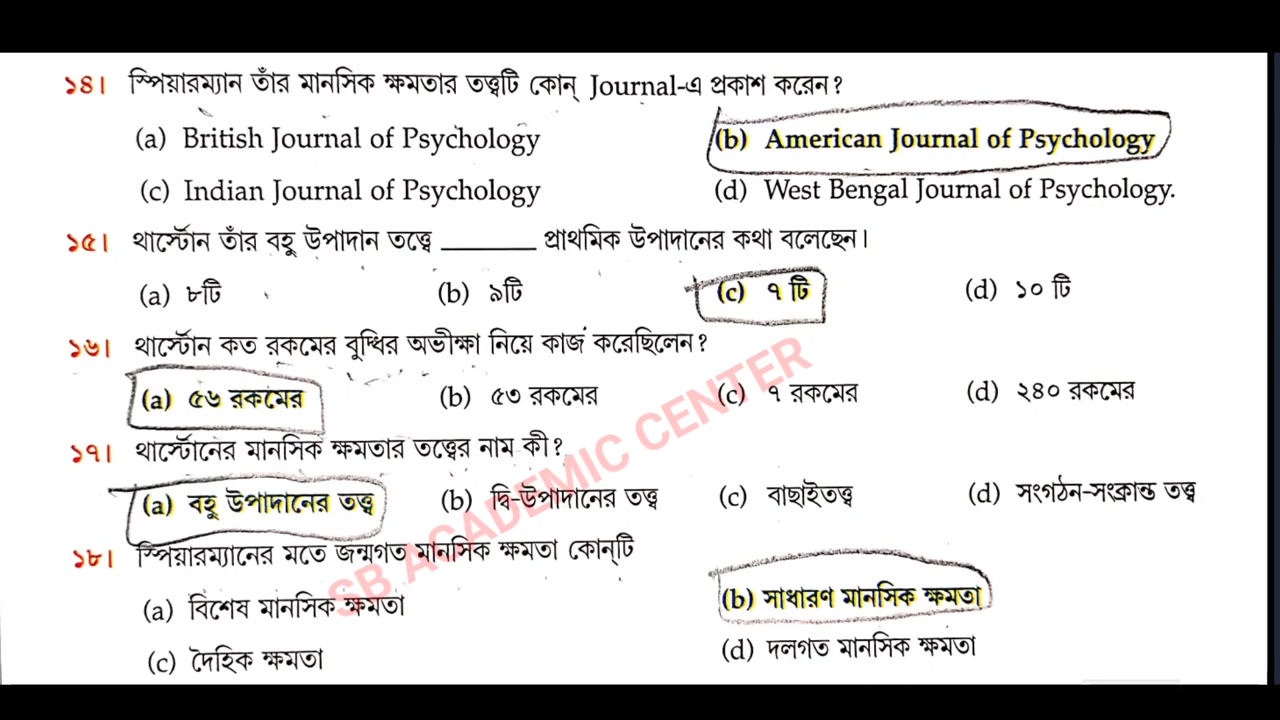 ১৪। স্পিয়ারম্যান তাঁর মানসিক ক্ষমতার তত্ত্বটি কোন্ Journal-এ প্রকাশ করেন?
(a) British Journal of Psychology (b) American Journal of Psychology
(c) Indian Journal of Psychology (d) West Bengal Journal of Psychology.
১৫। থার্স্টোন তাঁর বহু উপাদান তত্ত্বে ________ প্রাথমিক উপাদানের কথা বলেছেন।
(a) ৮টি (b) ৯টি (c) ৭ টি (d) ১০ টি
১৬। থার্স্টোন কত রকমের বুদ্ধির অভীক্ষা নিয়ে কাজ করেছিলেন?
(a) ৫৬ রকমের (b) ৫৩ রকমের (c) ৭ রকমের (d) ২৪০ রকমের
১৭। থার্স্টোনের মানসিক ক্ষমতার তত্ত্বের নাম কী?
(a) বহু উপাদানের তত্ত্ব (b) দ্বি-উপাদানের তত্ত্ব (c) বাছাইতত্ত্ব (d) সংগঠন-সংক্রান্ত তত্ত্ব
১৮। স্পিয়ারম্যানের মতে জন্মগত মানসিক ক্ষমতা কোন্‌টি
(a) বিশেষ মানসিক ক্ষমতা (b) সাধারণ মানসিক ক্ষমতা
(c) দৈহিক ক্ষমতা (d) দলগত মানসিক ক্ষমতা
SB ACADEMIC CENTER